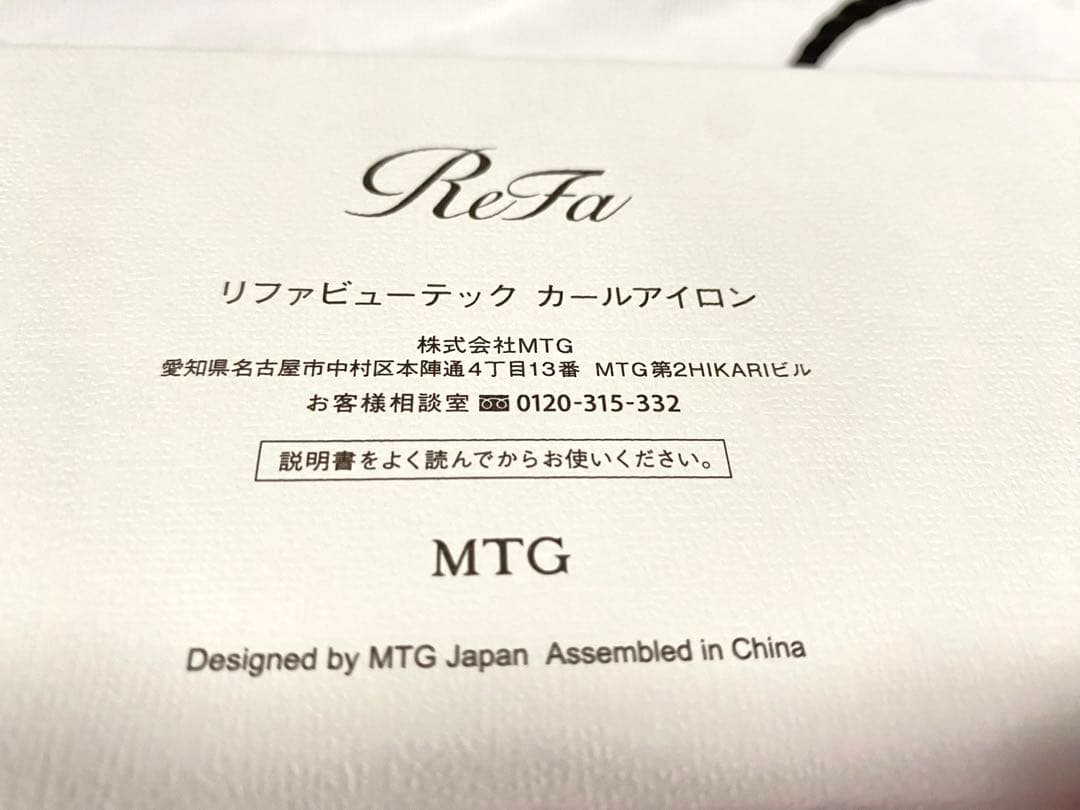 ReFa
リファビューテック カールアイロン
株式会社MTG
愛知県名古屋市中村区本陣通4丁目13番 MTG第2HIKARIビル
お客様相談室 0120-315-332
説明書をよく読んでからお使いください。
MTG
Designed by MTG Japan Assembled in China